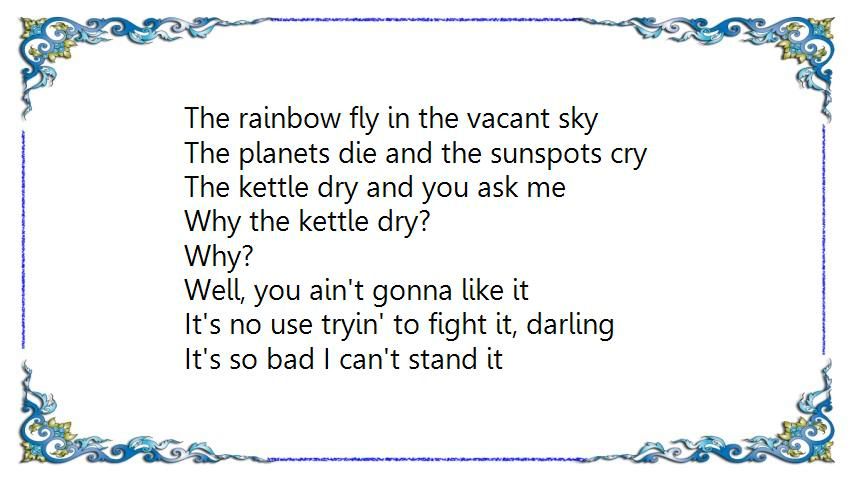 The rainbow fly in the vacant sky
The planets die and the sunspots cry
The kettle dry and you ask me
Why the kettle dry?
Why?
Well, you ain't gonna like it
It's no use tryin' to fight it, darling
It's so bad I can't stand it